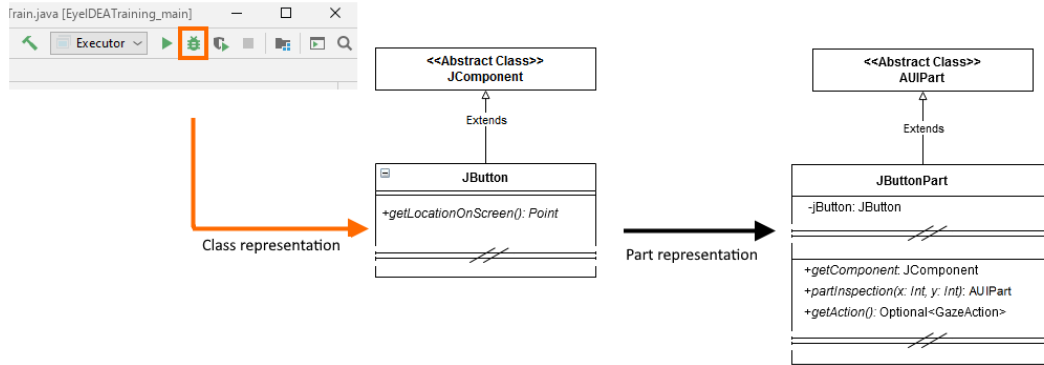 Train.java [EyeIDEATraining_main]
Executor
<<Abstract Class>>
JComponent
Extends
JButton
+getLocationOnScreen(): Point
Class representation
Part representation
<<Abstract Class>>
AUIPart
Extends
JButtonPart
-jButton: JButton
+getComponent: JComponent
+partInspection(x: Int, y: Int): AUIPart
+getAction(): Optional<GazeAction>